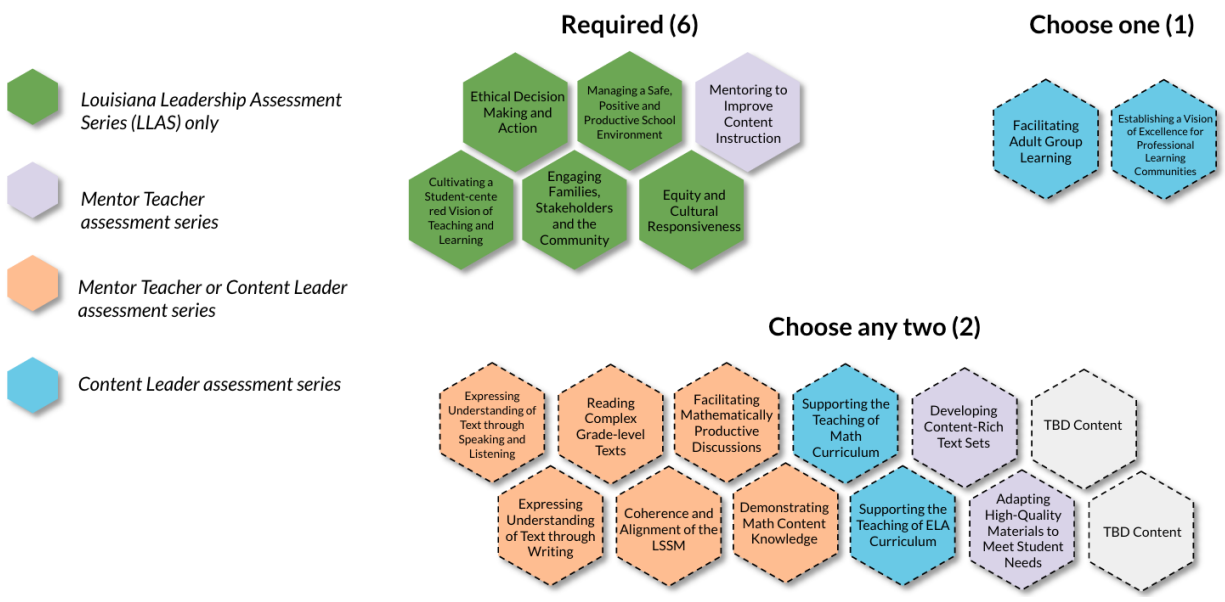 Required (6)
Choose one (1)
Louisiana Leadership Assessment
Series (LLAS) only
Mentor Teacher
assessment series
Mentor Teacher or Content Leader
assessment series
Content Leader assessment series
Ethical Decision
Making and
Action
Managing a Safe,
Positive and
Productive School
Environment
Mentoring to
Improve
Content
Instruction
Cultivating a
Student-cente
red Vision of
Teaching and
Learning
Engaging
Families,
Stakeholders
and the
Community
Equity and
Cultural
Responsiveness
Facilitating
Adult Group
Learning
Establishing a Vision
of Excellence for
Professional
Learning
Communities
Choose any two (2)
Expressing
Understanding of
Text through
Speaking and
Listening
Reading
Complex
Grade-level
Texts
Facilitating
Mathematically
Productive
Discussions
Supporting the
Teaching of
Math
Curriculum
Developing
Content-Rich
Text Sets
TBD Content
Expressing
Understanding
of Text through
Writing
Coherence and
Alignment of the
LSSM
Demonstrating
Math Content
Knowledge
Supporting the
Teaching of ELA
Curriculum
Adapting
High-Quality
Materials to
Meet Student
Needs
TBD Content